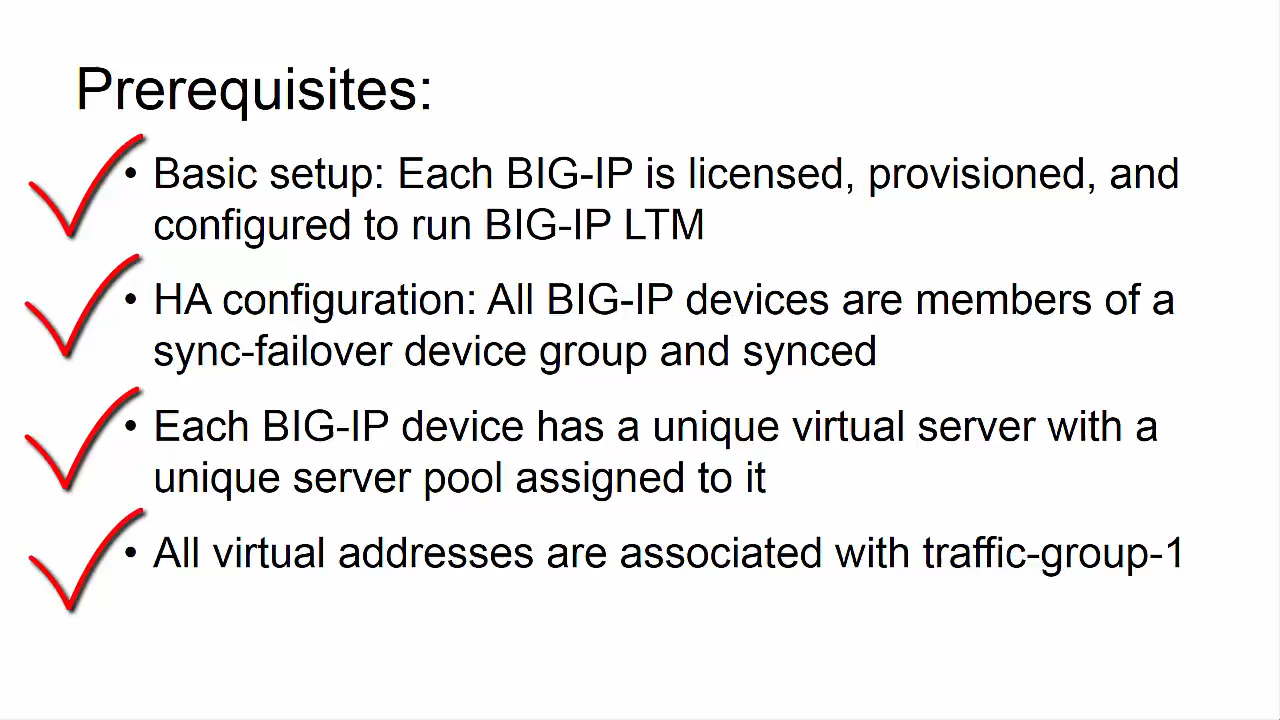 Prerequisites:
• Basic setup: Each BIG-IP is licensed, provisioned, and
configured to run BIG-IP LTM
• HA configuration: All BIG-IP devices are members of a
sync-failover device group and synced
• Each BIG-IP device has a unique virtual server with a
unique server pool assigned to it
• All virtual addresses are associated with traffic-group-1